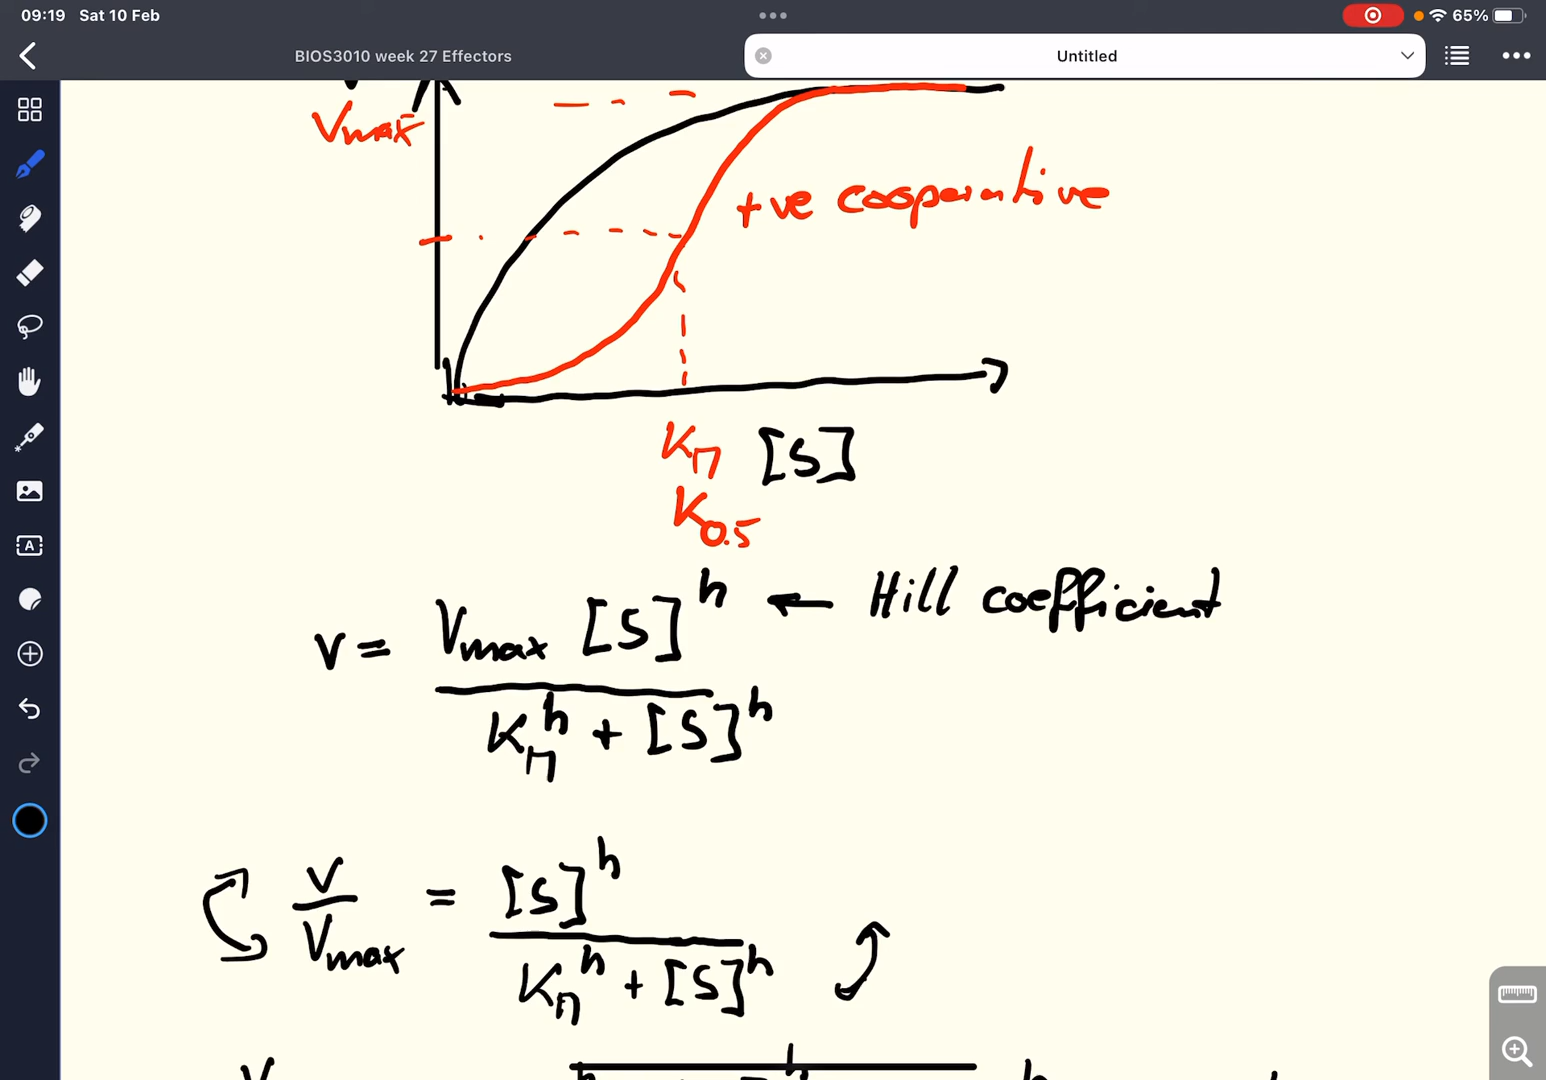 09:19 Sat 10 Feb
65%
BIOS3010 week 27 Effectors
Untitled
Vmax
+ve cooperative
KM [S]
K0.5
v = Vmax [S]^h ← Hill coefficient
KM^h + [S]^h
v / Vmax = [S]^h
KM^h + [S]^h